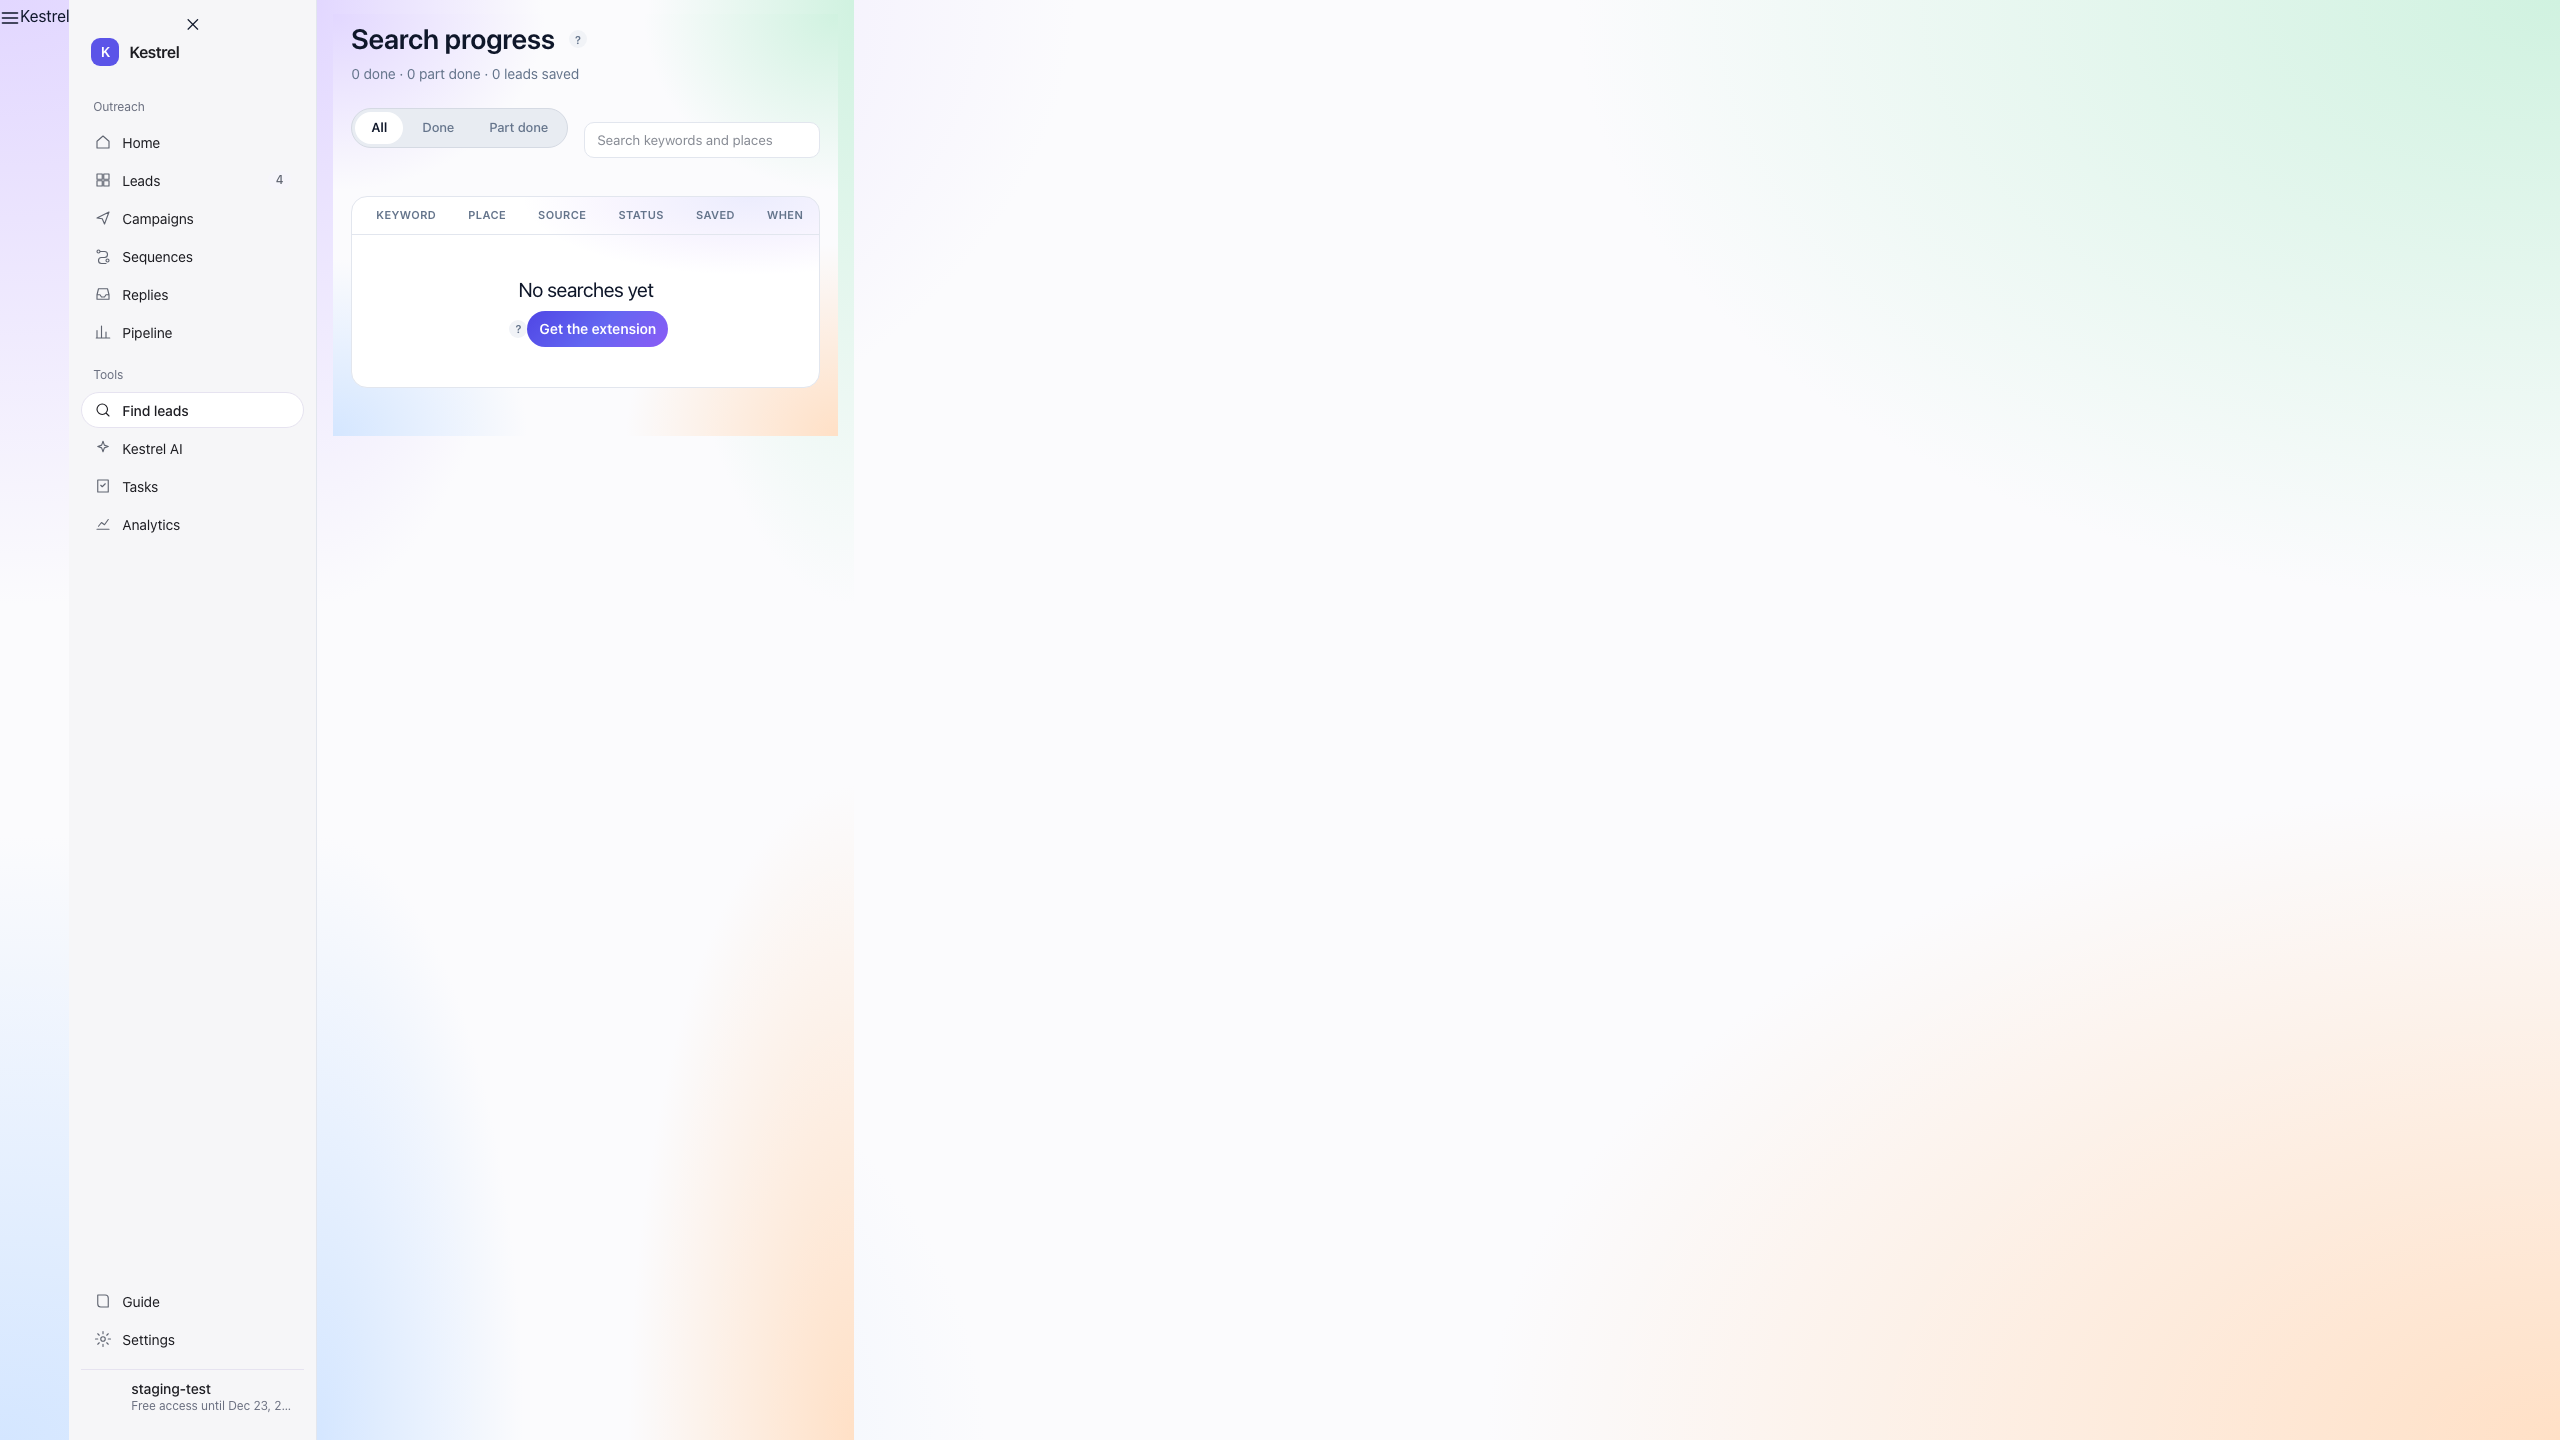 Kestrel
K
Kestrel
Outreach
Home
Leads 4
Campaigns
Sequences
Replies
Pipeline
Tools
Find leads
Kestrel AI
Tasks
Analytics
Guide
Settings
staging-test
Free access until Dec 23, 2...
Search progress ?
0 done · 0 part done · 0 leads saved
All Done Part done
Search keywords and places
KEYWORD PLACE SOURCE STATUS SAVED WHEN
No searches yet
? Get the extension